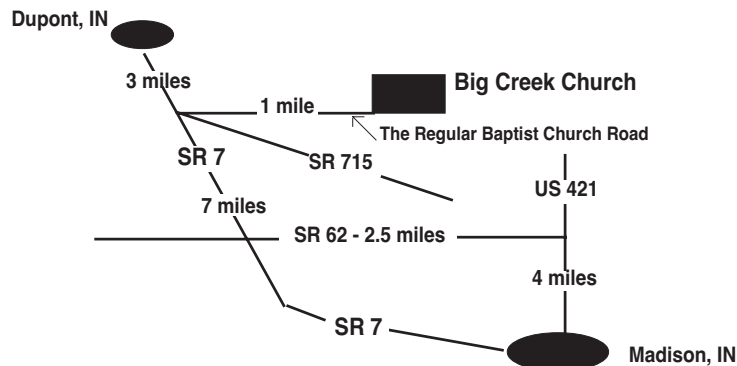 Dupont, IN
3 miles
Big Creek Church
1 mile
The Regular Baptist Church Road
SR 7
SR 715
US 421
7 miles
SR 62 - 2.5 miles
4 miles
SR 7
Madison, IN